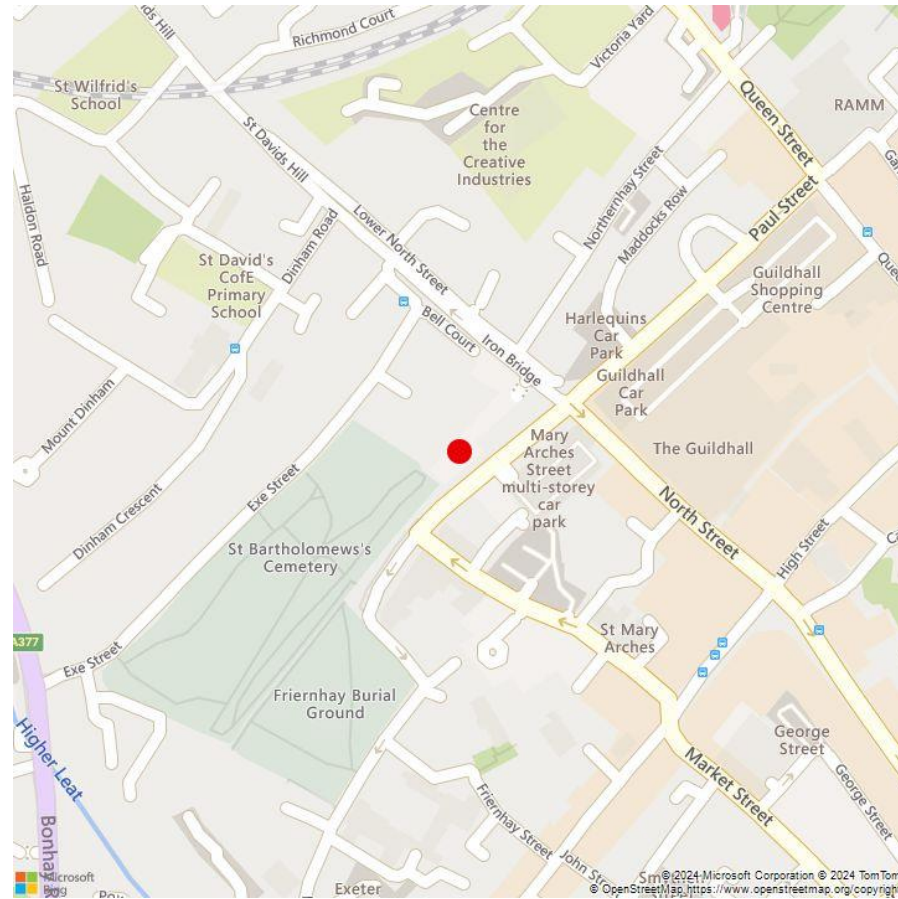 ids Hill
Richmond Court
Victoria Yard
St Wilfrid's
School
Centre
for
the
Creative
Industries
Queen Street
RAMM
St Davids Hill
Northernhay Street
Maddocks Row
Paul Street
Haldon Road
Lower North Street
Dinham Road
St David's
CofE
Primary
School
Guildhall
Shopping
Centre
Bell Court
Iron Bridge
Harlequins
Car
Park
Guildhall
Car
Park
Mount Dinham
Mary
Arches
Street
multi-storey
car
park
The Guildhall
Exe Street
North Street
Dinham Crescent
High Street
St Bartholomews's
Cemetery
A377
Exe Street
St Mary
Arches
Friernhay Burial
Ground
Higher Leat
George
Street
Market Street
George Street
Friernhay Street
John Street
Bonhay R
Exeter
Microsoft
Bing
© 2024 Microsoft Corporation © 2024 TomTom
© OpenStreetMap https://www.openstreetmap.org/copyright